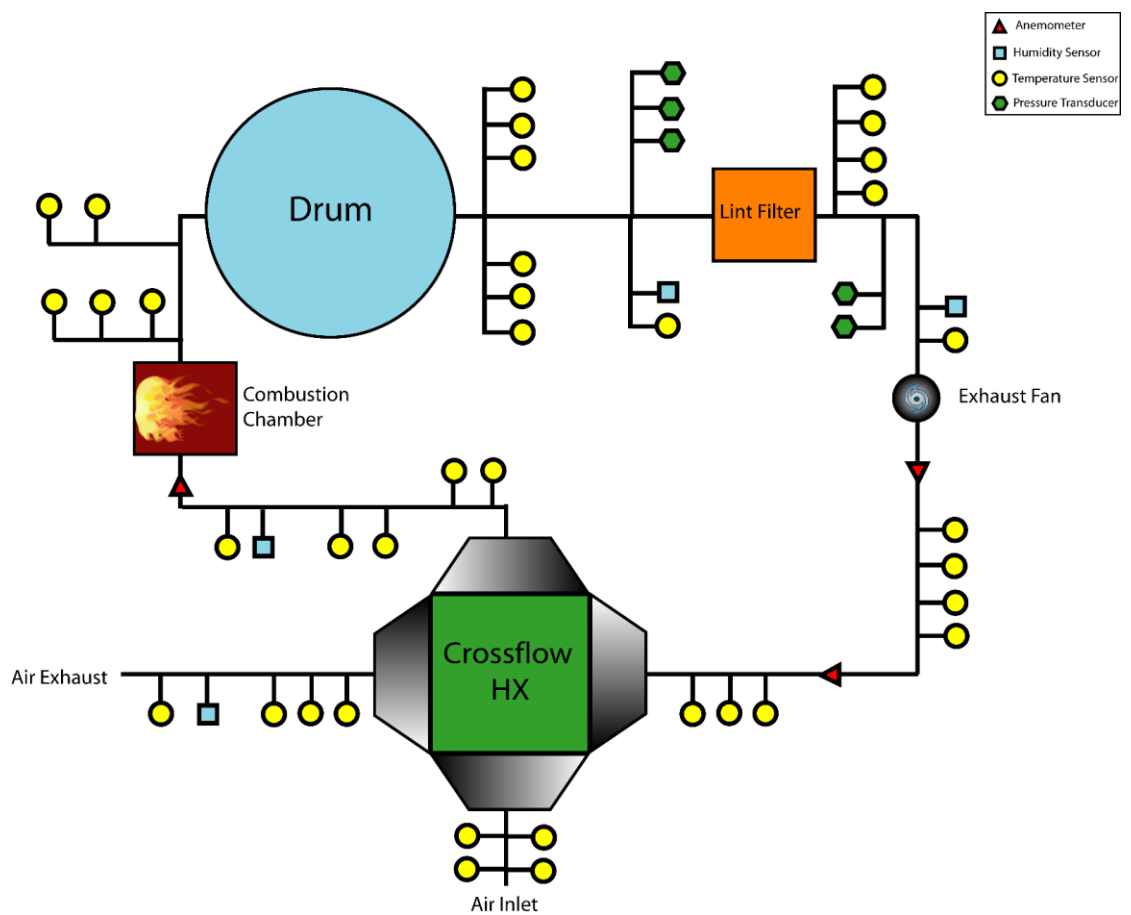 Anemometer
Humidity Sensor
Temperature Sensor
Pressure Transducer
Drum
Lint Filter
Combustion
Chamber
Exhaust Fan
Crossflow
HX
Air Exhaust
Air Inlet